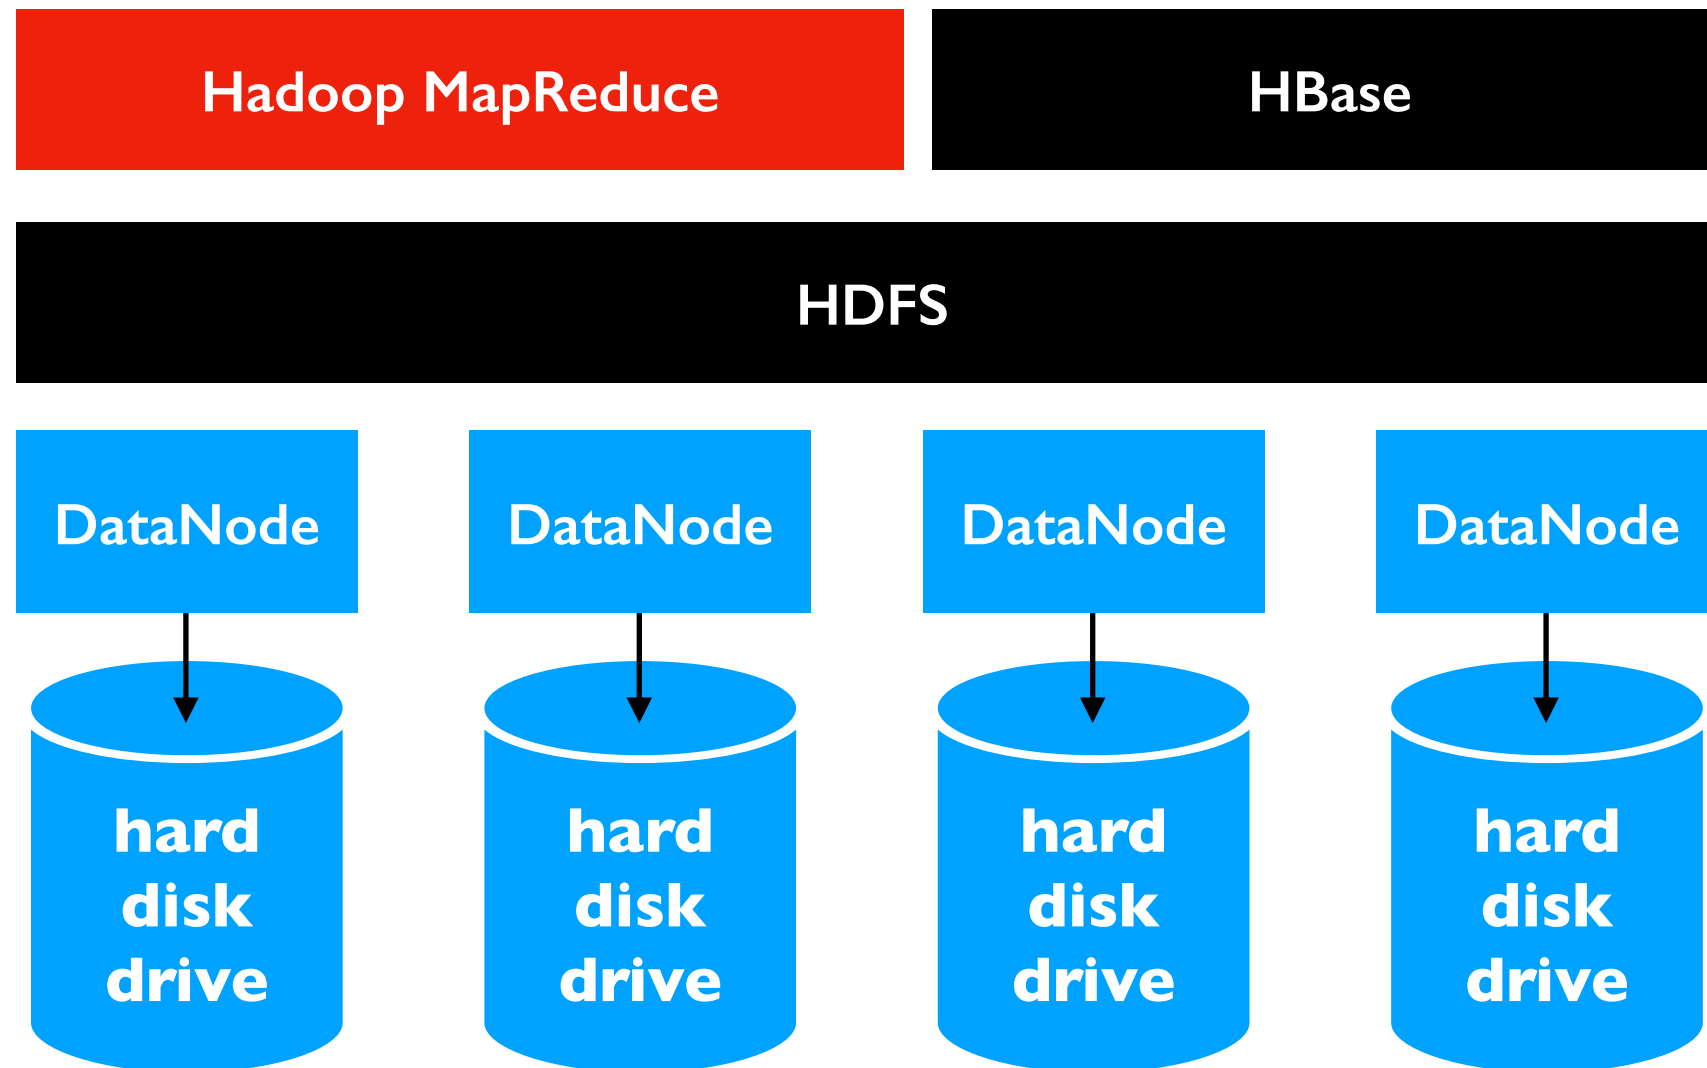 Hadoop MapReduce
HBase
HDFS
DataNode
DataNode
DataNode
DataNode
hard
disk
drive
hard
disk
drive
hard
disk
drive
hard
disk
drive